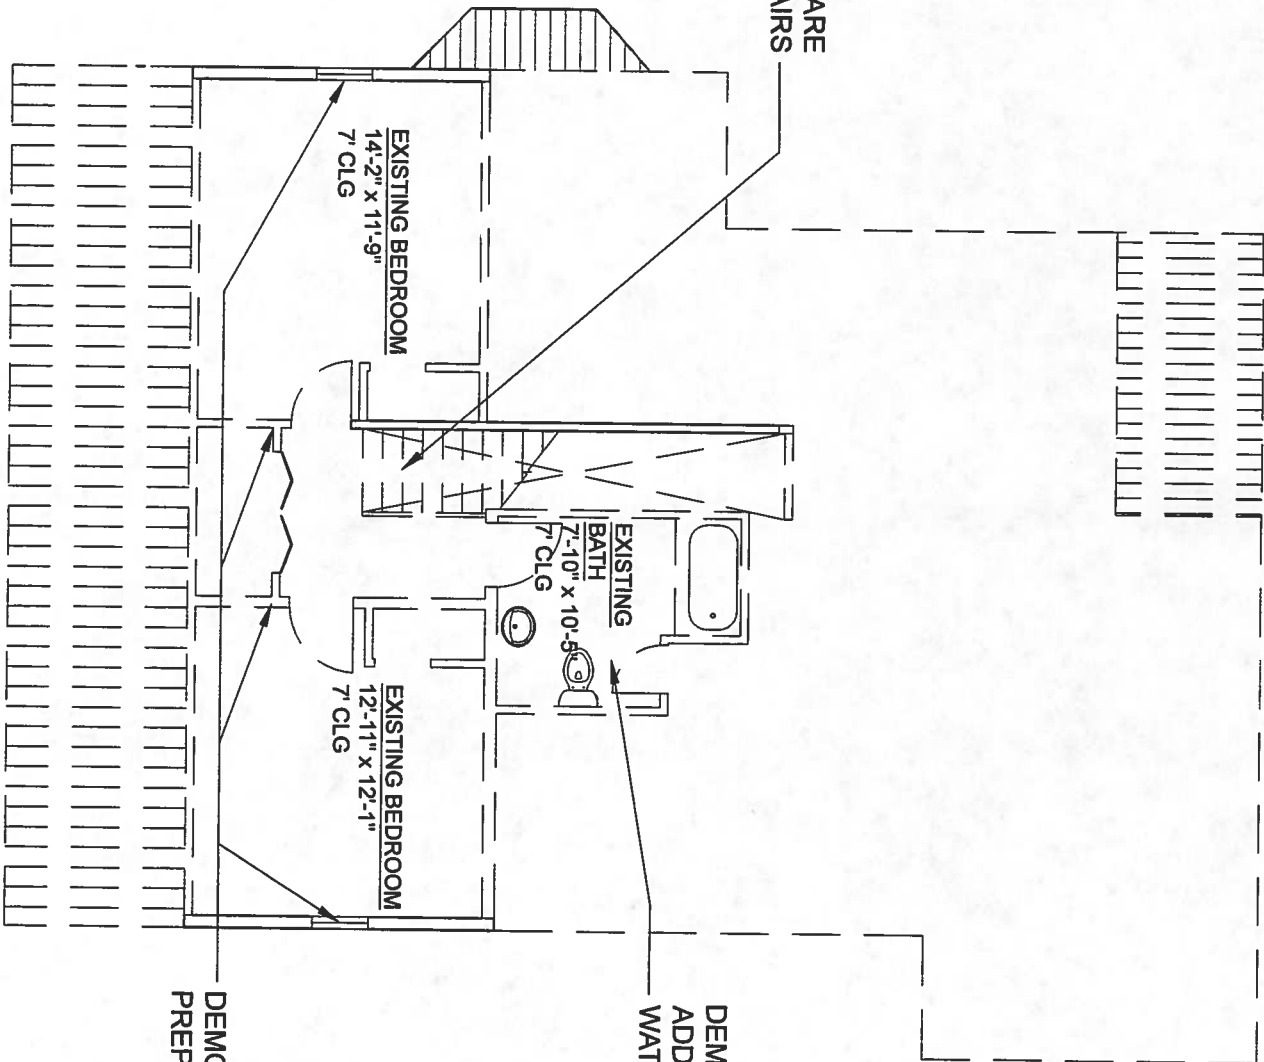 ARE
AIRS
EXISTING BEDROOM
14'-2" x 11'-9"
7' CLG
EXISTING
BATH
7'-10" x 10'-5"
7' CLG
EXISTING BEDROOM
12'-11" x 12'-1"
7' CLG
DEM
ADD
WAT
DEMO
PREP